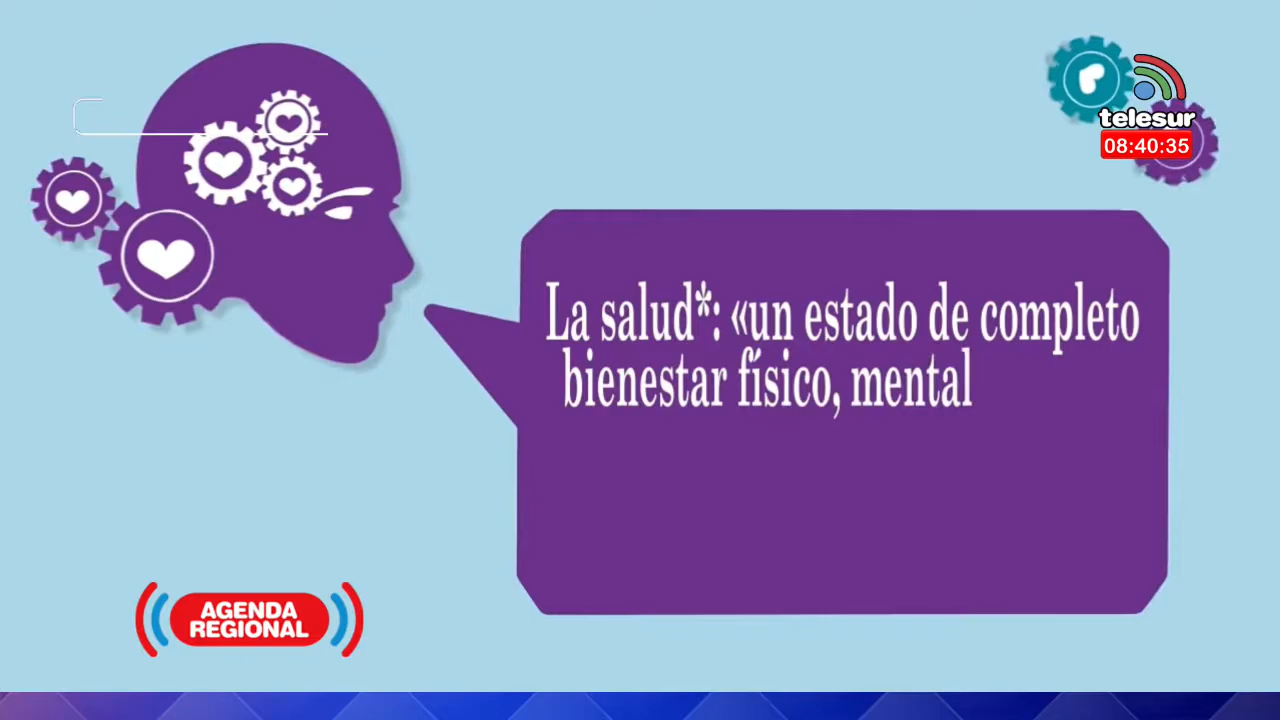 telesur
08:40:35
La salud*: «un estado de completo
bienestar físico, mental
AGENDA
REGIONAL